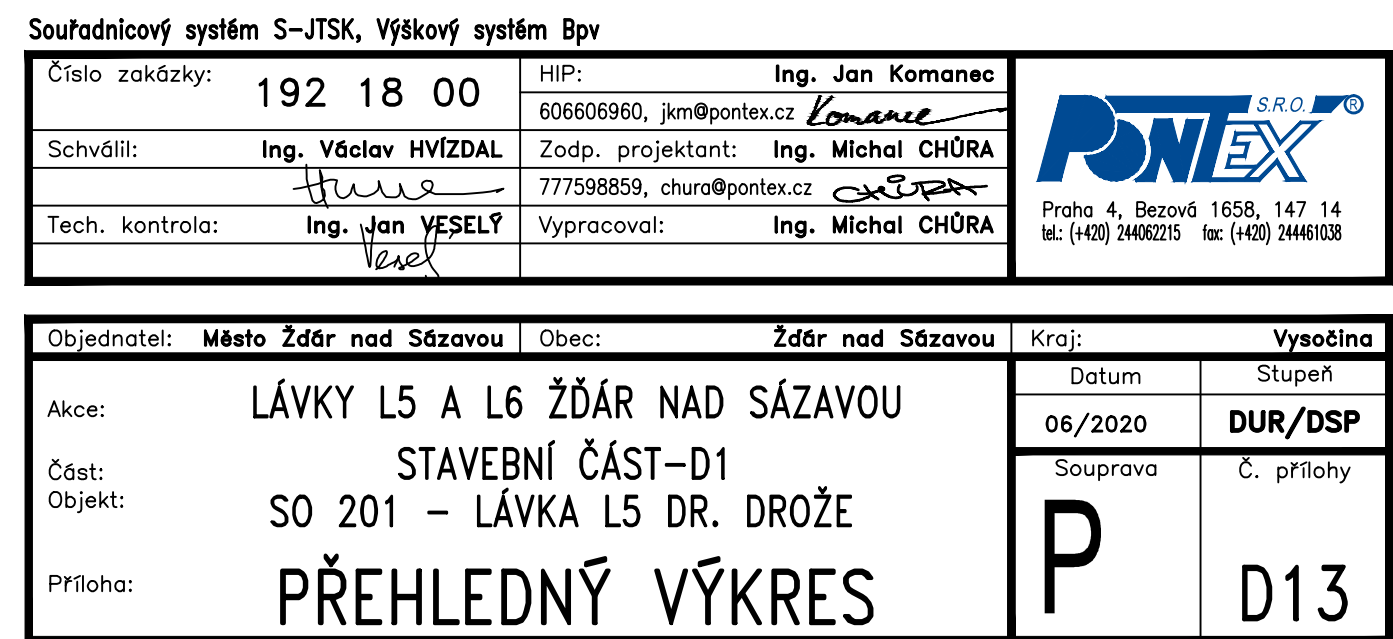 Souřadnicový systém S-JTSK, Výškový systém Bpv
Číslo zakázky: 192 18 00
HIP: Ing. Jan Komanec
606606960, jkm@pontex.cz Komanec
Schválil: Ing. Václav HVÍZDAL
Zodp. projektant: Ing. Michal CHŮRA
777598859, chura@pontex.cz CHŮRA
Tech. kontrola: Ing. Jan VESELÝ
Vypracoval: Ing. Michal CHŮRA
Vesel
PONTEX S.R.O. ®
Praha 4, Bezová 1658, 147 14
tel.: (+420) 244062215 fax: (+420) 244461038
Objednatel: Město Žďár nad Sázavou
Obec: Žďár nad Sázavou
Kraj: Vysočina
Akce: LÁVKY L5 A L6 ŽĎÁR NAD SÁZAVOU
Část: STAVEBNÍ ČÁST-D1
Objekt: SO 201 – LÁVKA L5 DR. DROŽE
Příloha: PŘEHLEDNÝ VÝKRES
Datum Stupeň
06/2020 DUR/DSP
Souprava Č. přílohy
P D13